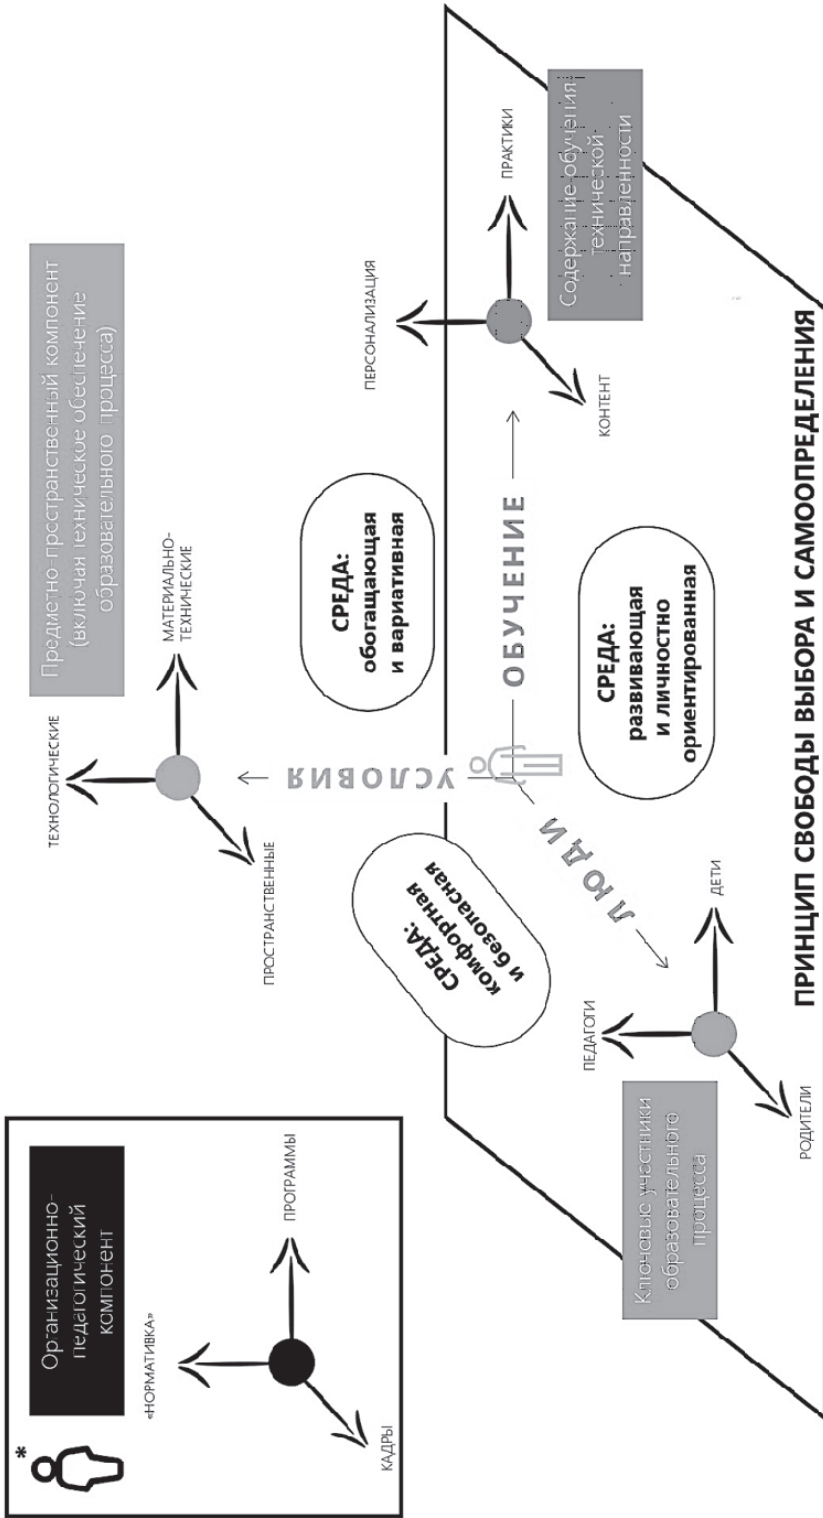 *
Организационно-
педагогический
компонент
«НОРМАТИВКА»
ПРОГРАММЫ
КАДРЫ
Предметно-пространственный компонент
(включая техническое обеспечение
образовательного процесса)
ТЕХНОЛОГИЧЕСКИЕ
МАТЕРИАЛЬНО-
ТЕХНИЧЕСКИЕ
ПРОСТРАНСТВЕННЫЕ
УСЛОВИЯ
СРЕДА:
комфортная
и безопасная
СРЕДА:
обогащающая
и вариативная
ПЕРСОНАЛИЗАЦИЯ
ПРАКТИКИ
КОНТЕНТ
Содержание обучения
технической
направленности
ОБУЧЕНИЕ
ЛЮДИ
СРЕДА:
развивающая
и личностно
ориентированная
ПЕДАГОГИ
ДЕТИ
РОДИТЕЛИ
Ключевые участники
образовательного
процесса
ПРИНЦИП СВОБОДЫ ВЫБОРА И САМООПРЕДЕЛЕНИЯ